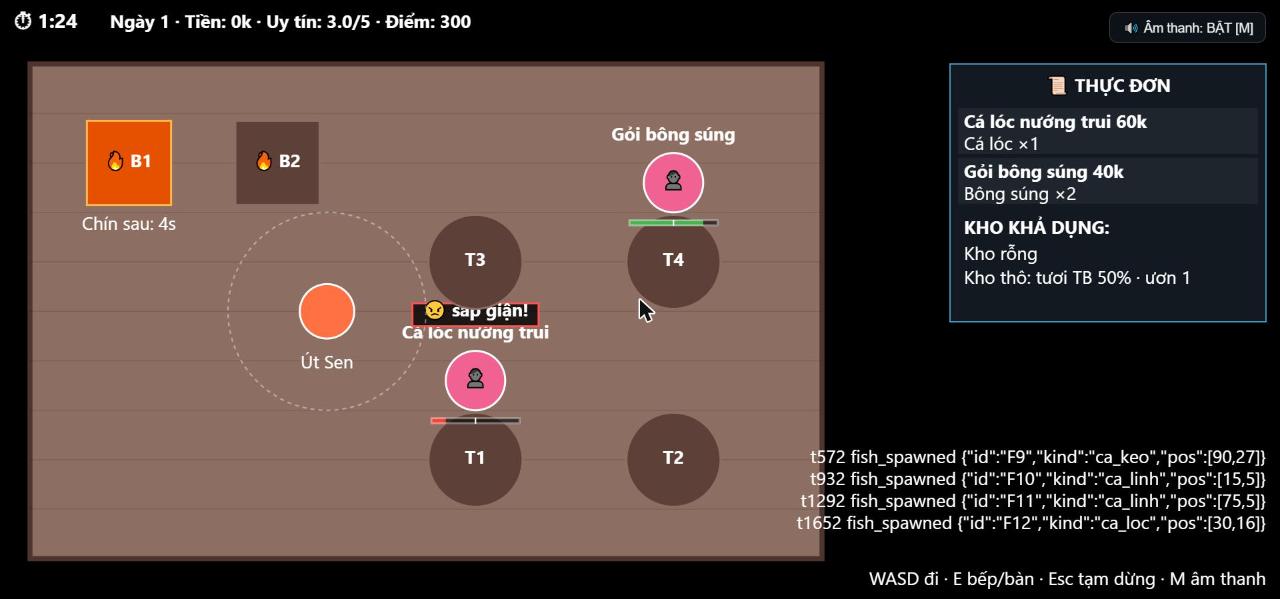 ⏱ 1:24 Ngày 1 · Tiền: 0k · Uy tín: 3.0/5 · Điểm: 300
🔊 Âm thanh: BẬT [M]
📜 THỰC ĐƠN
Cá lóc nướng trui 60k
Cá lóc ×1
Gỏi bông súng 40k
Bông súng ×2
KHO KHẢ DỤNG:
Kho rỗng
Kho thô: tươi TB 50% · ươn 1
🔥 B1
🔥 B2
Chín sau: 4s
Gỏi bông súng
T3
T4
😠 sắp giận!
Cá lóc nướng trui
Út Sen
T1
T2
t572 fish_spawned {"id":"F9","kind":"ca_keo","pos":[90,27]}
t932 fish_spawned {"id":"F10","kind":"ca_linh","pos":[15,5]}
t1292 fish_spawned {"id":"F11","kind":"ca_linh","pos":[75,5]}
t1652 fish_spawned {"id":"F12","kind":"ca_loc","pos":[30,16]}
WASD đi · E bếp/bàn · Esc tạm dừng · M âm thanh